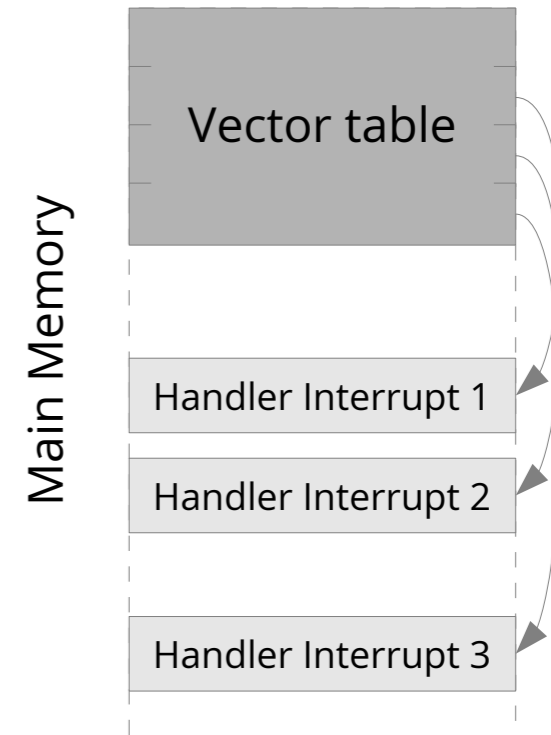 Vector table
Main Memory
Handler Interrupt 1
Handler Interrupt 2
Handler Interrupt 3